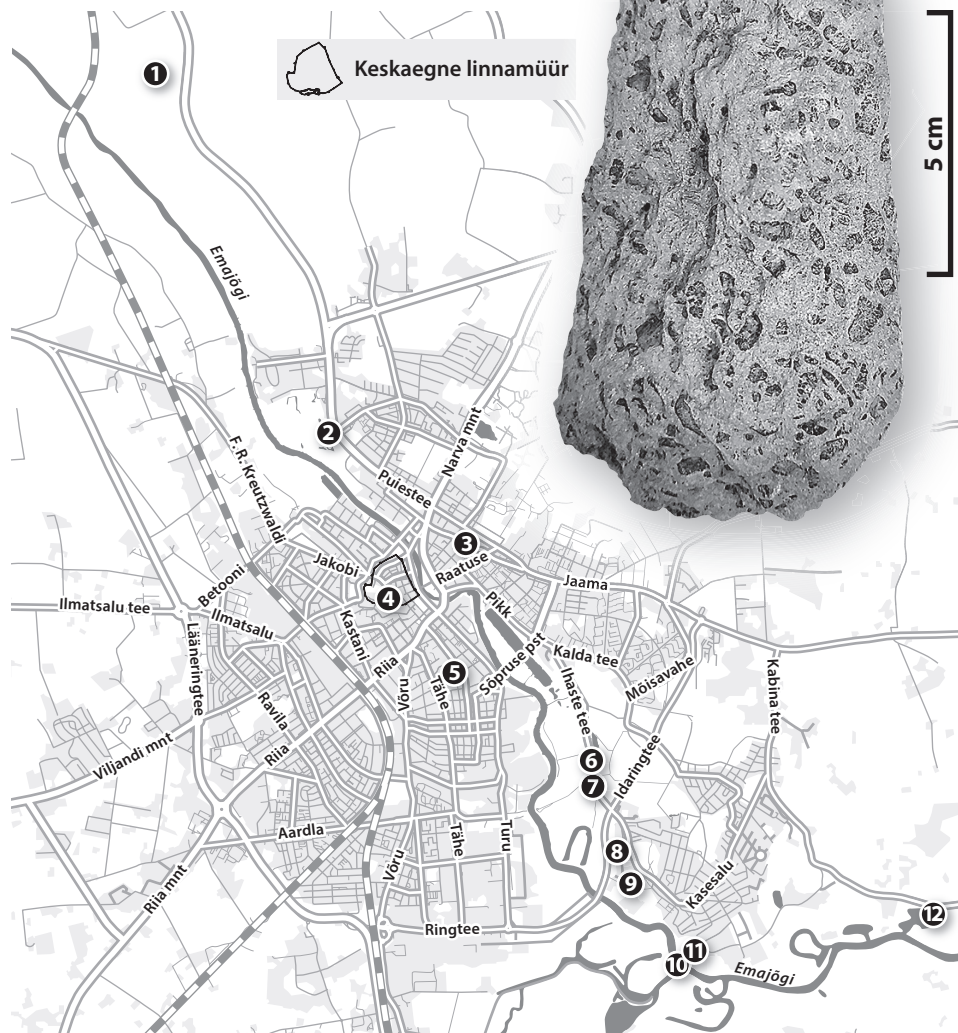 1
Keskaegne linnamüür
5 cm
Emajõgi
2
Narva mnt
F. R. Kreutzwaldi
Puiestee
3
Jakobi
Raatuse
Jaama
Betooni
4
Pikk
Ilmatsalu tee
Ilmatsalu
Kastani
Lääneringtee
Riia
Sõpruse pst
Kalda tee
5
Mõisavahe
Kabina tee
Võru
Tähe
Ihaste tee
Ravila
Viljandi mnt
Riia
6
7
Idaringtee
Aardla
Tähe
Turu
8
Võru
9
Kasesalu
Riia mnt
12
Ringtee
11
10
Emajõgi